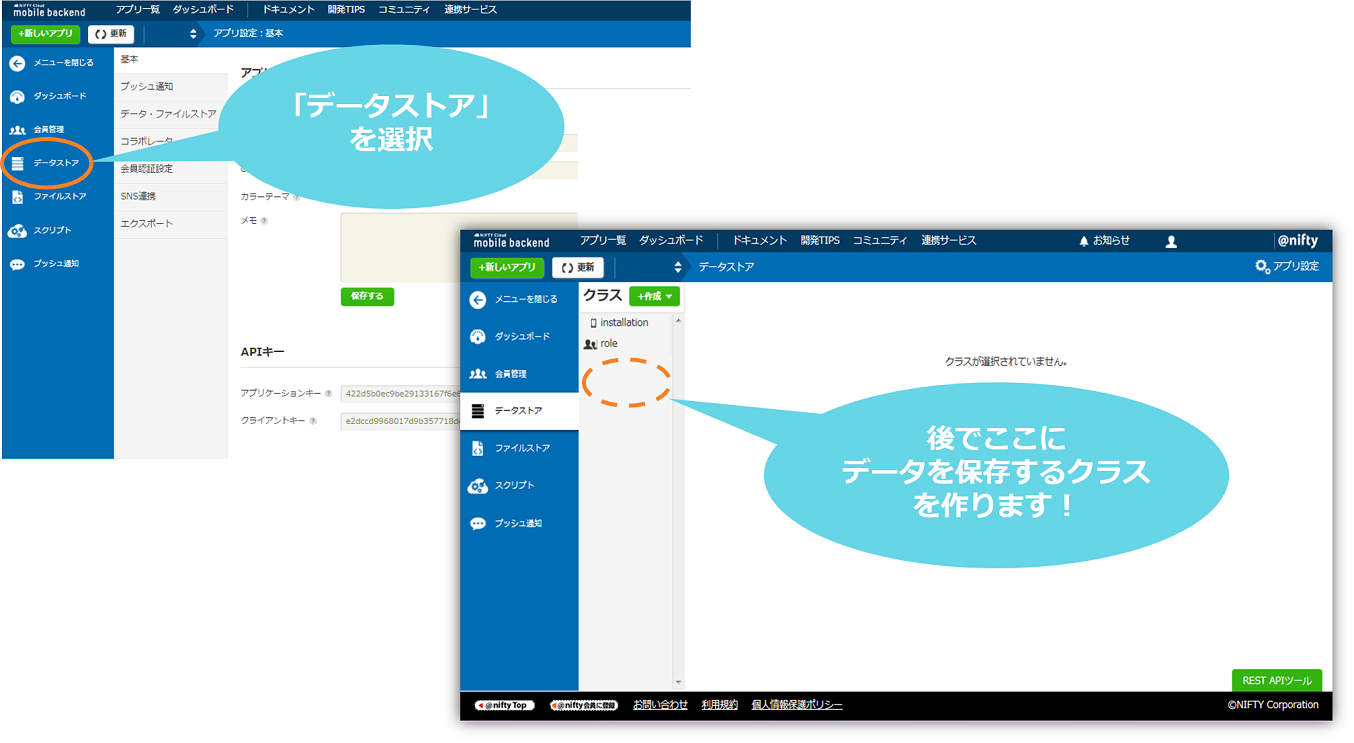 NIFTY Cloud
mobile backend
アプリ一覧 ダッシュボード ドキュメント 開発TIPS コミュニティ 連携サービス
+新しいアプリ 更新 アプリ設定：基本
メニューを閉じる
ダッシュボード
会員管理
データストア
ファイルストア
スクリプト
プッシュ通知
基本
プッシュ通知
データ・ファイルストア
コラボレータ
会員認証設定
SNS連携
エクスポート
カラーテーマ ?
メモ ?
保存する
APIキー
アプリケーションキー ? 422d5b0ec9be29133167f6e
クライアントキー ? e2dccd9968017d9b357718d
「データストア」
を選択
NIFTY Cloud
mobile backend
アプリ一覧 ダッシュボード ドキュメント 開発TIPS コミュニティ 連携サービス お知らせ @nifty
+新しいアプリ 更新 データストア アプリ設定
メニューを閉じる
ダッシュボード
会員管理
データストア
ファイルストア
スクリプト
プッシュ通知
クラス +作成
installation
role
クラスが選択されていません。
後でここに
データを保存するクラス
を作ります！
REST APIツール
@nifty Top @nifty会員に登録 お問い合わせ 利用規約 個人情報保護ポリシー ©NIFTY Corporation